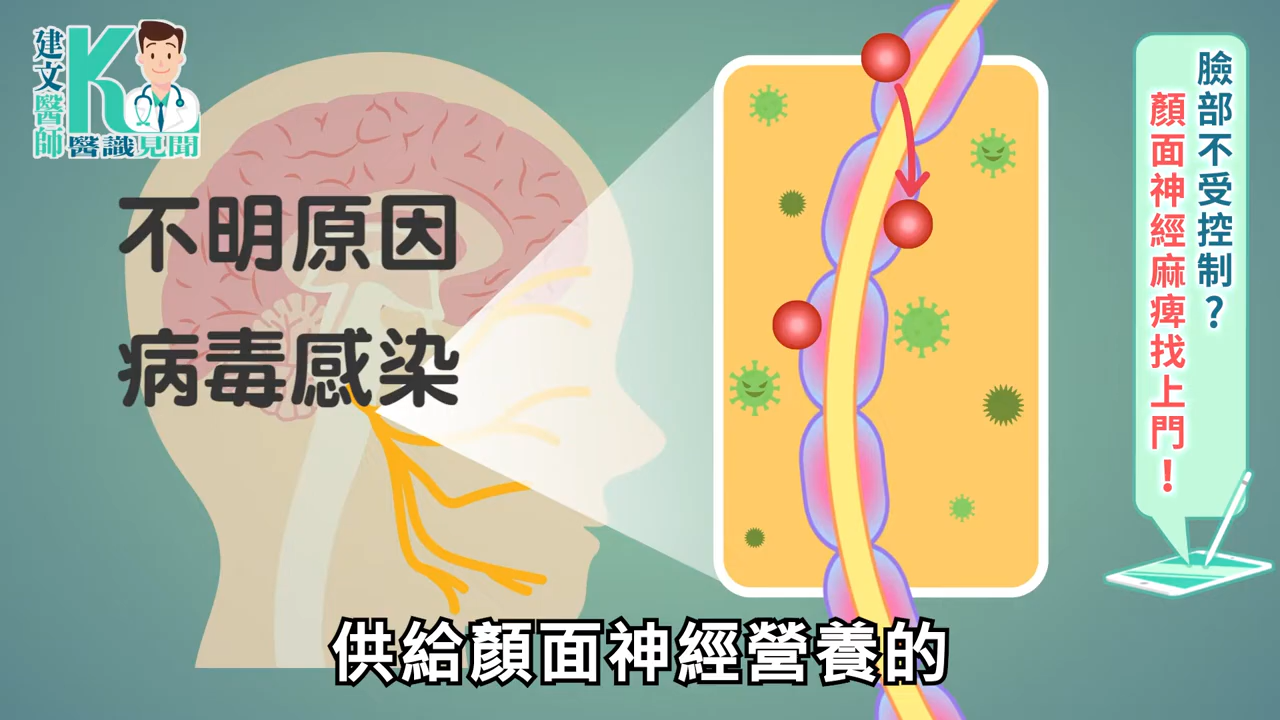 建文醫師
K
醫識見聞
不明原因
病毒感染
臉部不受控制?
顏面神經麻痺找上門!
供給顏面神經營養的